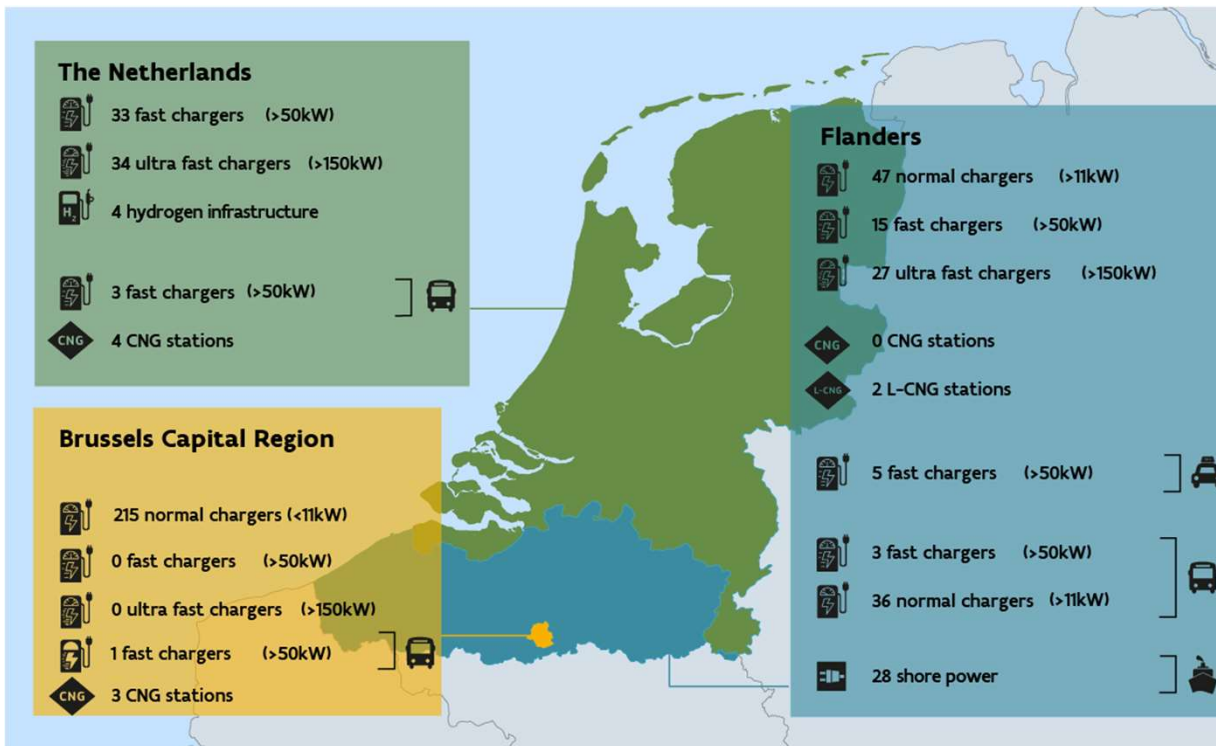 The Netherlands
33 fast chargers (>50kW)
34 ultra fast chargers (>150kW)
H2 4 hydrogen infrastructure
3 fast chargers (>50kW)
CNG 4 CNG stations
Brussels Capital Region
215 normal chargers (<11kW)
0 fast chargers (>50kW)
0 ultra fast chargers (>150kW)
1 fast chargers (>50kW)
CNG 3 CNG stations
Flanders
47 normal chargers (>11kW)
15 fast chargers (>50kW)
27 ultra fast chargers (>150kW)
CNG 0 CNG stations
L-CNG 2 L-CNG stations
5 fast chargers (>50kW)
3 fast chargers (>50kW)
36 normal chargers (>11kW)
28 shore power